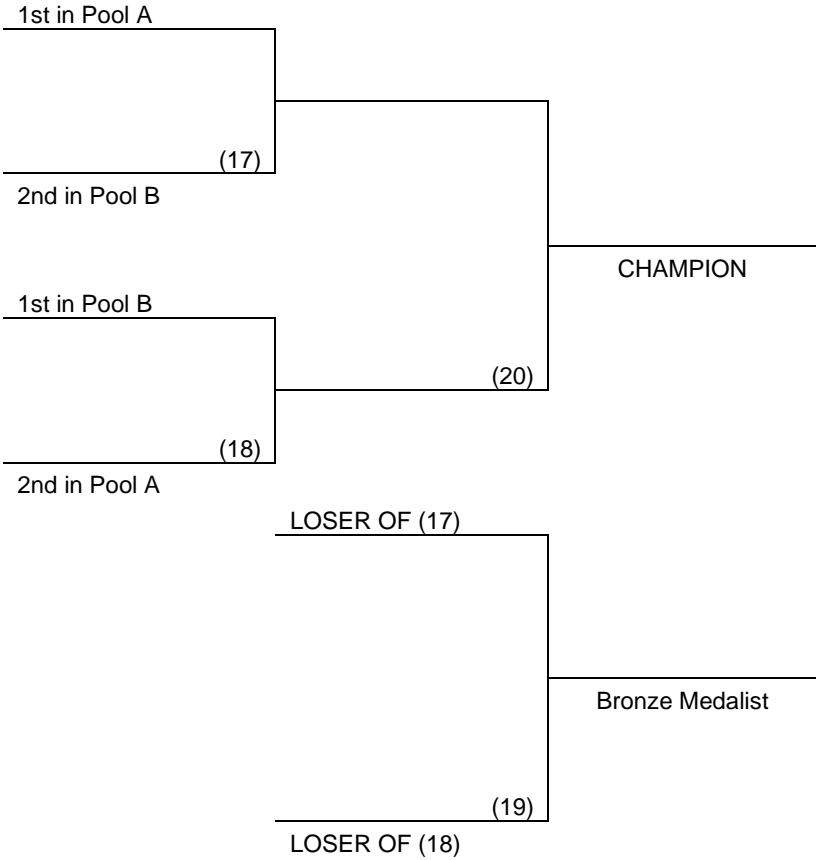 1st in Pool A
(17)
2nd in Pool B
CHAMPION
1st in Pool B
(20)
(18)
2nd in Pool A
LOSER OF (17)
Bronze Medalist
(19)
LOSER OF (18)